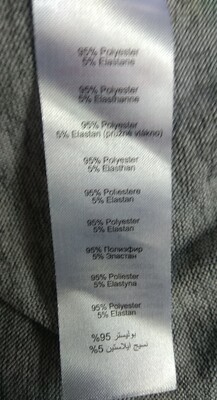 95% Polyester
5% Elastane
95% Polyester
5% Elasthanne
95% Polyester
5% Elastan (pružné vlákno)
95% Polyester
5% Elasthan
95% Poliestere
5% Elastan
95% Polyester
5% Elastan
95% Полиэфир
5% Эластан
95% Poliester
5% Elastyna
95% Polyester
5% Elastan
بوليستر 95%
نسيج ايلاستين 5%